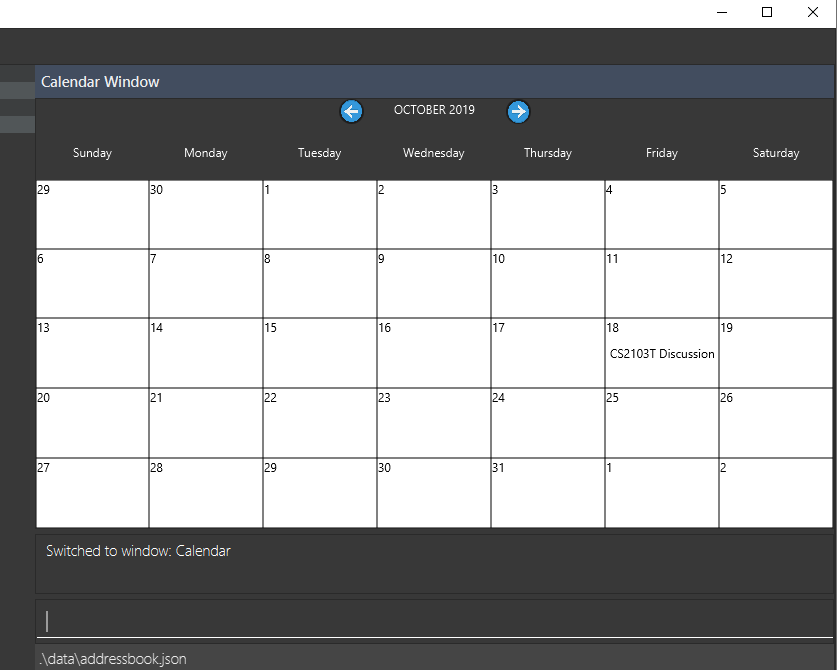 Calendar Window
OCTOBER 2019
Sunday Monday Tuesday Wednesday Thursday Friday Saturday
29 30 1 2 3 4 5
6 7 8 9 10 11 12
13 14 15 16 17 18 19
CS2103T Discussion
20 21 22 23 24 25 26
27 28 29 30 31 1 2
Switched to window: Calendar
.\data\addressbook.json